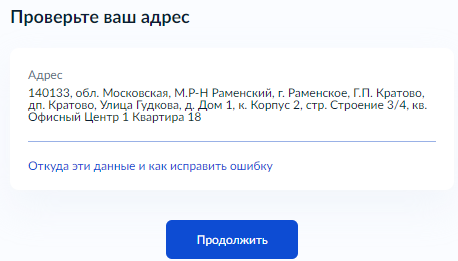 Проверьте ваш адрес
Адрес
140133, обл. Московская, М.Р-Н Раменский, г. Раменское, Г.П. Кратово,
дп. Кратово, Улица Гудкова, д. Дом 1, к. Корпус 2, стр. Строение 3/4, кв.
Офисный Центр 1 Квартира 18
Откуда эти данные и как исправить ошибку
Продолжить